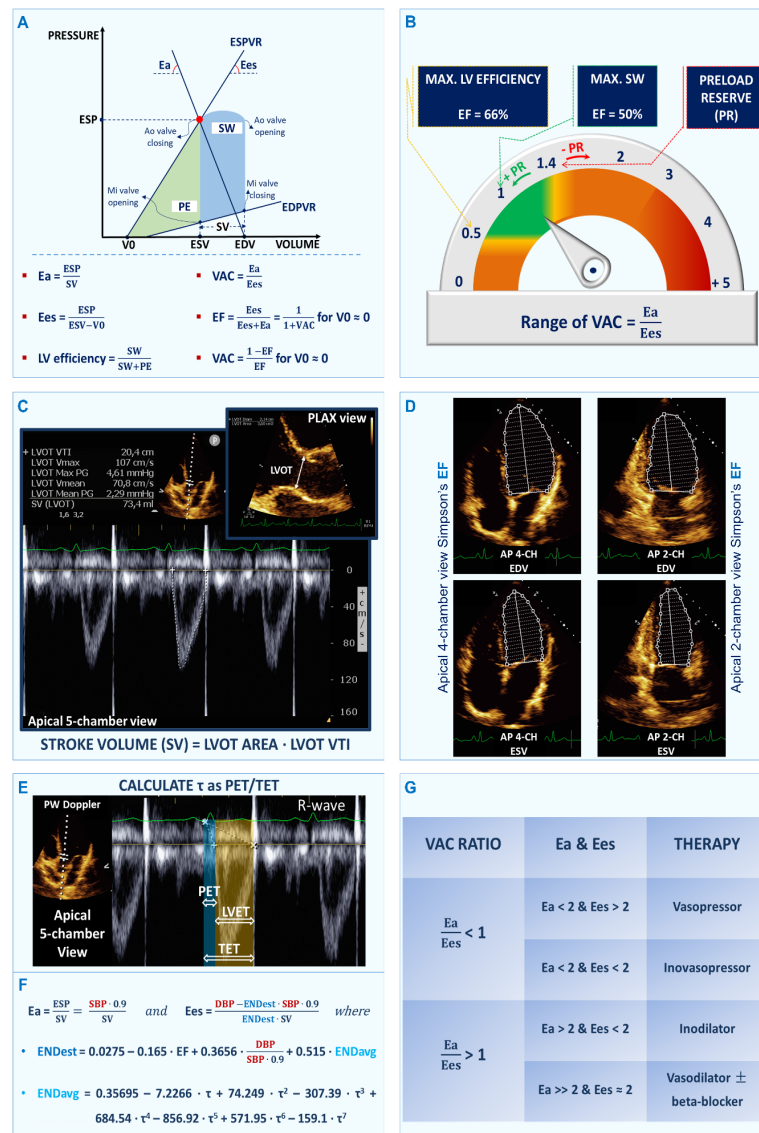 A
PRESSURE
ESPVR
Ea
Ees
ESP
Ao valve
closing
SW
Ao valve
opening
Mi valve
opening
PE
Mi valve
closing
EDPVR
SV
V0
ESV
EDV
VOLUME
Ea = ESP/SV
VAC = Ea/Ees
Ees = ESP/ESV−V0
EF = Ees/Ees+Ea = 1/1+VAC for V0 ≈ 0
LV efficiency = SW/SW+PE
VAC = 1−EF/EF for V0 ≈ 0
B
MAX. LV EFFICIENCY
EF = 66%
MAX. SW
EF = 50%
PRELOAD
RESERVE
(PR)
+ PR
- PR
0
0.5
1
1.4
2
3
4
+ 5
Range of VAC = Ea/Ees
C
PLAX view
LVOT
P
+ LVOT VTI 20,4 cm
LVOT Vmax 107 cm/s
LVOT Max PG 4,61 mmHg
LVOT Vmean 70,8 cm/s
LVOT Mean PG 2,29 mmHg
SV (LVOT) 73,4 ml
1,6 3,2
0
40
80
120
160
+
cm/s
-
Apical 5-chamber view
STROKE VOLUME (SV) = LVOT AREA · LVOT VTI
D
Apical 4-chamber view Simpson's EF
AP 4-CH
EDV
AP 2-CH
EDV
AP 4-CH
ESV
AP 2-CH
ESV
Apical 2-chamber view Simpson's EF
E
CALCULATE τ as PET/TET
PW Doppler
Apical
5-chamber
View
R-wave
PET
LVET
TET
F
Ea = ESP/SV = SBP · 0.9/SV and Ees = DBP −ENDest · SBP · 0.9/ENDest · SV where
• ENDest = 0.0275 − 0.165 · EF + 0.3656 · DBP/SBP · 0.9 + 0.515 · ENDavg
• ENDavg = 0.35695 − 7.2266 · τ + 74.249 · τ² − 307.39 · τ³ +
684.54 · τ⁴ − 856.92 · τ⁵ + 571.95 · τ⁶ − 159.1 · τ⁷
G
VAC RATIO Ea & Ees THERAPY
Ea/Ees < 1
Ea < 2 & Ees > 2 Vasopressor
Ea < 2 & Ees < 2 Inovasopressor
Ea/Ees > 1
Ea > 2 & Ees < 2 Inodilator
Ea >> 2 & Ees ≈ 2 Vasodilator ±
beta-blocker